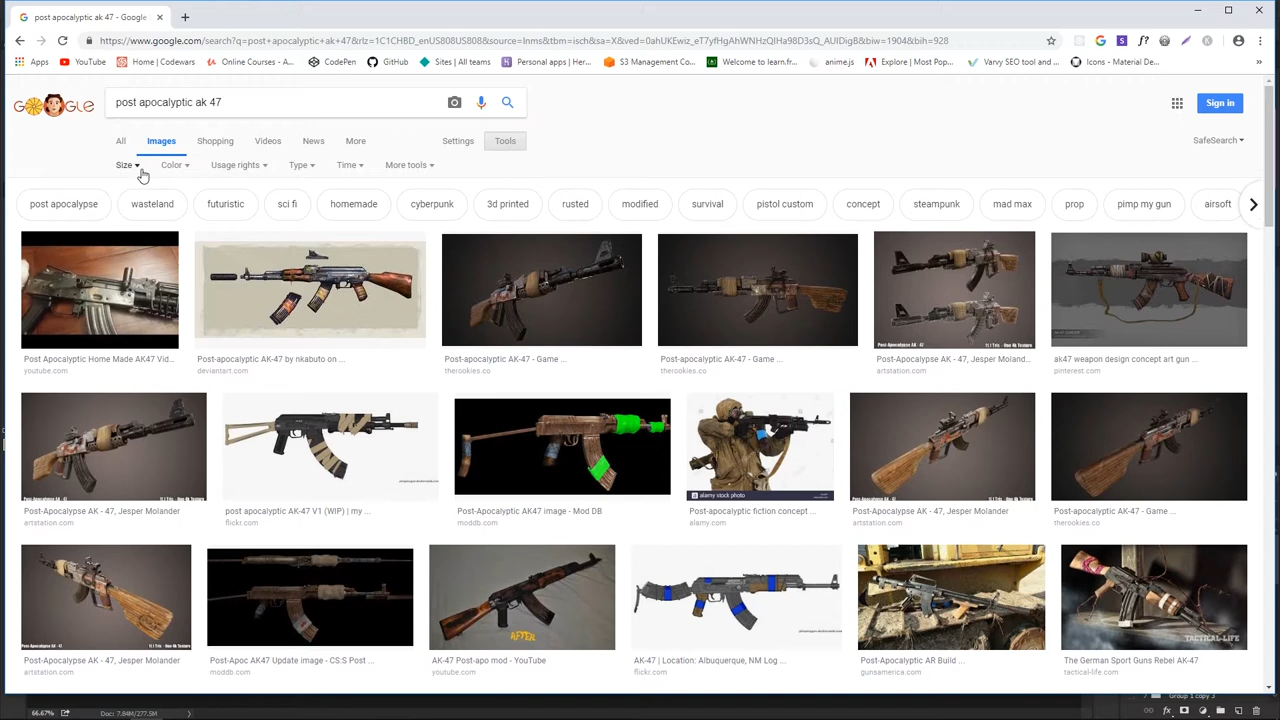 post apocalyptic ak 47 - Google
https://www.google.com/search?q=post+apocalyptic+ak+47&rlz=1C1CHBD_enUS808US808&source=lnms&tbm=isch&sa=X&ved=0ahUKEwiz_eT7yfHgAhWNHzQIHa98D3sQ_AUIDigB&biw=1904&bih=928
Apps YouTube Home | Codewars Online Courses - A... CodePen GitHub Sites | All teams Personal apps | Her... S3 Management Co... Welcome to learn.fr... anime.js Explore | Most Pop... Varvy SEO tool and ... Icons - Material De... »
post apocalyptic ak 47
Sign in
All Images Shopping Videos News More Settings Tools SafeSearch
Size Color Usage rights Type Time More tools
post apocalypse wasteland futuristic sci fi homemade cyberpunk 3d printed rusted modified survival pistol custom concept steampunk mad max prop pimp my gun airsoft
Post Apocalyptic Home Made AK47 Vid... Post-apocalyptic AK-47 by nkabuto on ... Post-apocalyptic AK-47 - Game ... Post-apocalyptic AK-47 - Game ... Post-Apocalypse AK - 47, Jesper Moland... ak47 weapon design concept art gun ...
youtube.com deviantart.com therookies.co therookies.co artstation.com pinterest.com
alamy stock photo
Post-Apocalypse AK - 47, Jesper Molander post apocalyptic AK-47 V1 (WIP) | my ... Post-Apocalyptic AK47 image - Mod DB Post-apocalyptic fiction concept ... Post-Apocalypse AK - 47, Jesper Molander Post-apocalyptic AK-47 - Game ...
artstation.com flickr.com moddb.com alamy.com artstation.com therookies.co
AFTER
TACTICAL-LIFE
Post-Apocalypse AK - 47, Jesper Molander Post-Apoc AK47 Update image - CS:S Post ... AK-47 Post-apo mod - YouTube AK-47 | Location: Albuquerque, NM Log ... Post-Apocalyptic AR Build ... The German Sport Guns Rebel AK-47
artstation.com moddb.com youtube.com flickr.com gunsamerica.com tactical-life.com
Group 1 copy 3
66.67% Doc: 7.84M/277.5M